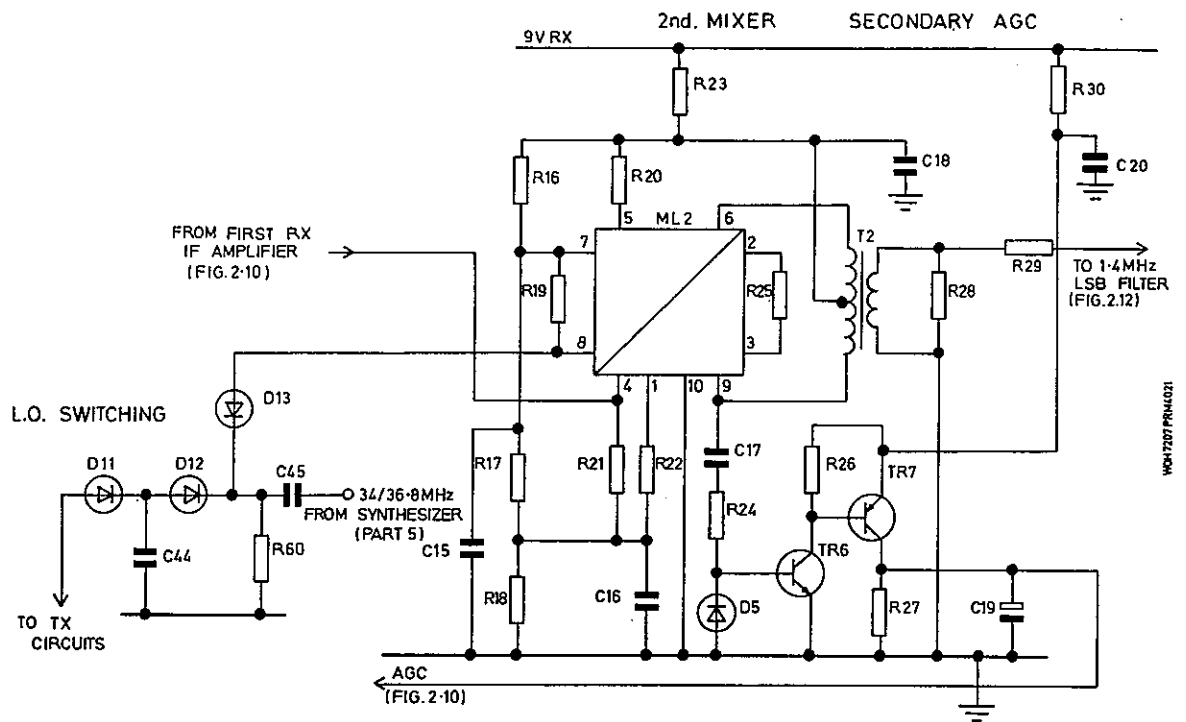 2nd. MIXER
SECONDARY AGC
9V RX
R23
R30
C18
C20
R16
R20
5
6
ML2
FROM FIRST RX
IF AMPLIFIER
(FIG. 2·10)
7
2
T2
R19
R25
R28
R29
TO 1·4MHz
LSB FILTER
(FIG.2.12)
8
3
4
1
10
9
L.O. SWITCHING
D13
D11
D12
C45
34/36·8MHz
FROM SYNTHESIZER
(PART 5)
R17
R21
R22
C17
R26
TR7
R24
TR6
C44
R60
C15
R18
C16
D5
R27
C19
TO TX
CIRCUITS
AGC
(FIG. 2·10)
WOH 7207 PRM4021